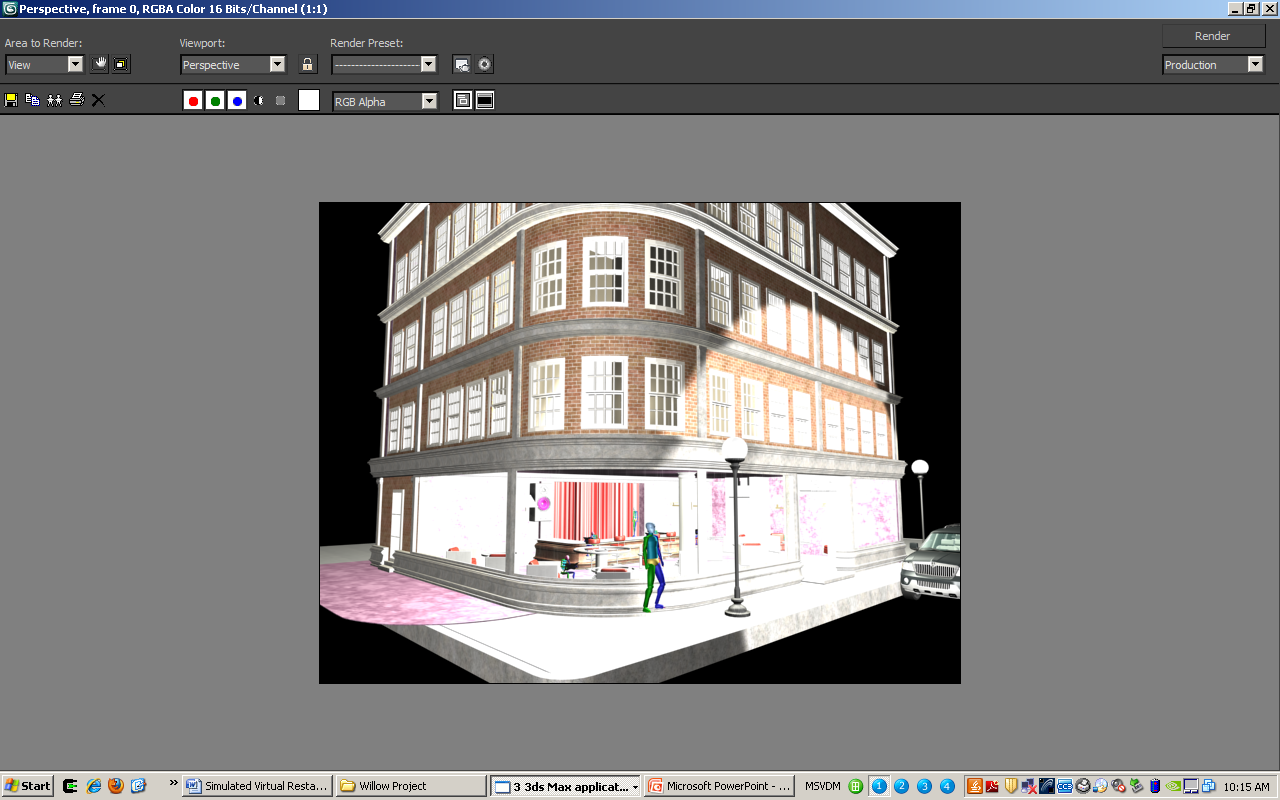 Perspective, frame 0, RGBA Color 16 Bits/Channel (1:1)
Area to Render:
Viewport:
Render Preset:
Render
View
Perspective
Production
RGB Alpha
Start
Simulated Virtual Resta...
Willow Project
3 3ds Max applicat...
Microsoft PowerPoint - ...
MSVDM
1
2
3
4
CCE
10:15 AM